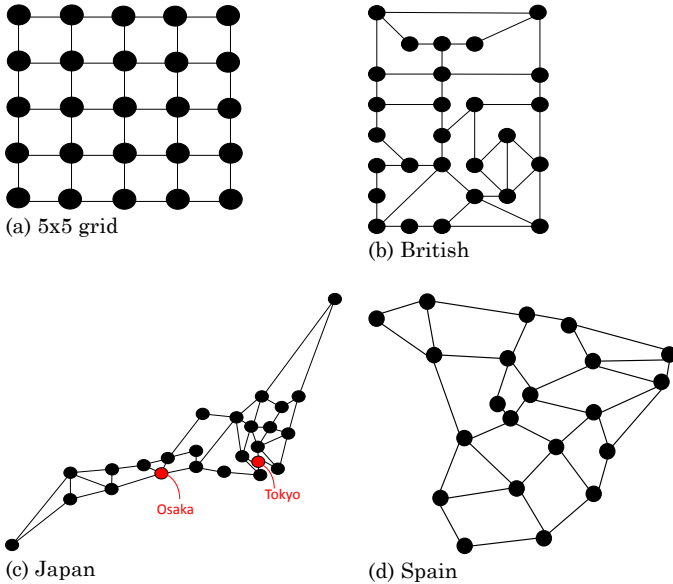 (a) 5x5 grid
(b) British
Osaka
Tokyo
(c) Japan
(d) Spain